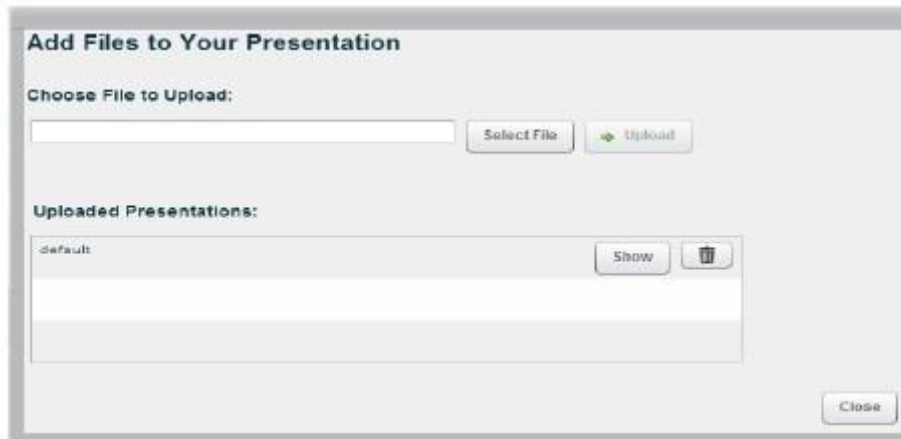 Add Files to Your Presentation
Choose File to Upload:
Select File Upload
Uploaded Presentations:
default Show
Close